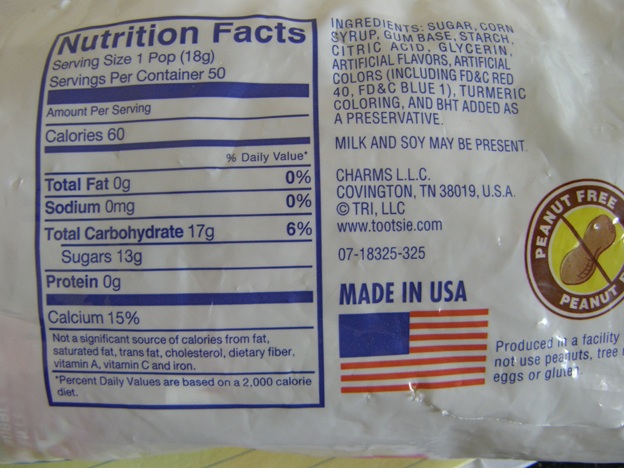 Nutrition Facts
Serving Size 1 Pop (18g)
Servings Per Container 50
Amount Per Serving
Calories 60
% Daily Value*
Total Fat 0g 0%
Sodium 0mg 0%
Total Carbohydrate 17g 6%
Sugars 13g
Protein 0g
Calcium 15%
Not a significant source of calories from fat,
saturated fat, trans fat, cholesterol, dietary fiber,
vitamin A, vitamin C and iron.
*Percent Daily Values are based on a 2,000 calorie
diet.
INGREDIENTS: SUGAR, CORN
SYRUP, GUM BASE, STARCH,
CITRIC ACID, GLYCERIN,
ARTIFICIAL FLAVORS, ARTIFICIAL
COLORS (INCLUDING FD&C RED
40, FD&C BLUE 1), TURMERIC
COLORING, AND BHT ADDED AS
A PRESERVATIVE.
MILK AND SOY MAY BE PRESENT.
CHARMS L.L.C.
COVINGTON, TN 38019, U.S.A.
© TRI, LLC
www.tootsie.com
07-18325-325
MADE IN USA
PEANUT FREE
PEANUT
Produced in a facility
not use peanuts, tree
eggs or gluten.